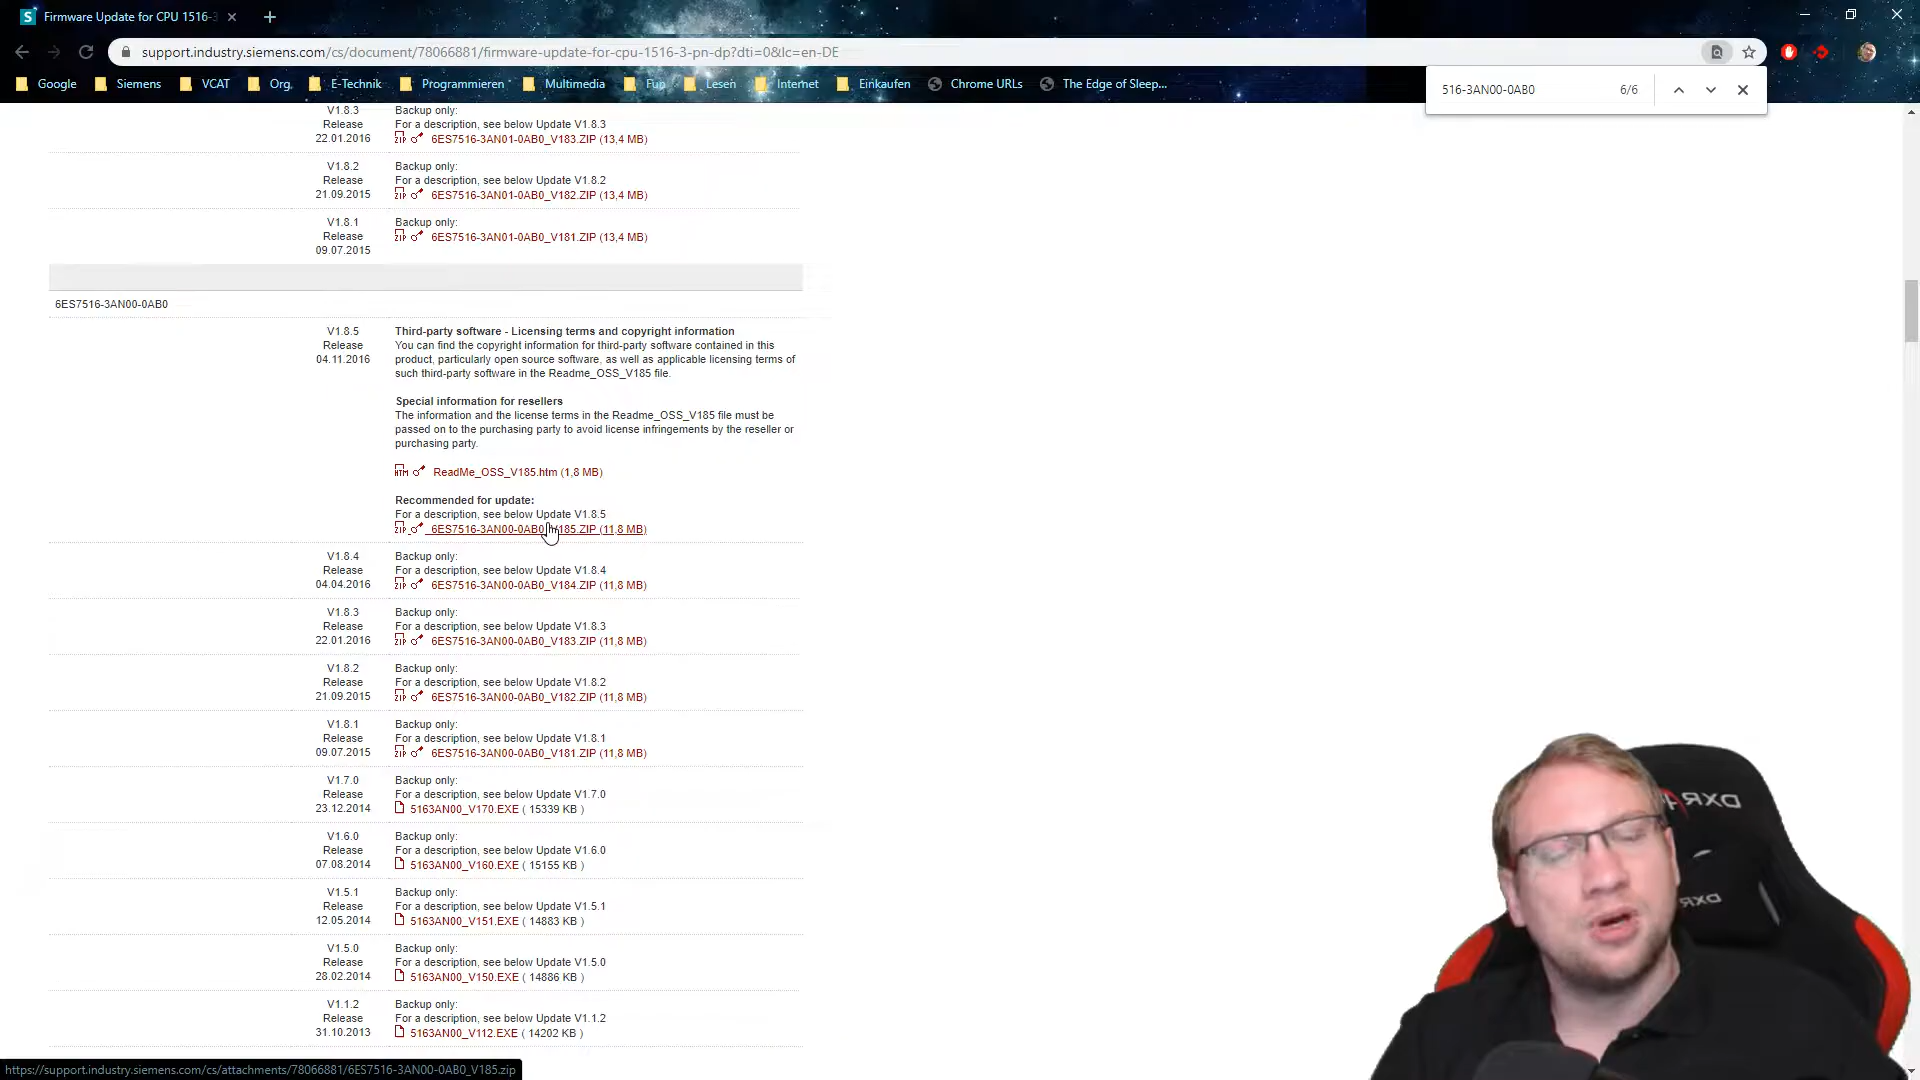 Firmware Update for CPU 1516-3
support.industry.siemens.com/cs/document/78066881/firmware-update-for-cpu-1516-3-pn-dp?dti=0&lc=en-DE
Google Siemens VCAT Org. E-Technik Programmieren Multimedia Fun Lesen Internet Einkaufen Chrome URLs The Edge of Sleep...
516-3AN00-0AB0 6/6
V1.8.3 Backup only:
Release For a description, see below Update V1.8.3
22.01.2016 ZIP 6ES7516-3AN01-0AB0_V183.ZIP (13,4 MB)
V1.8.2 Backup only:
Release For a description, see below Update V1.8.2
21.09.2015 ZIP 6ES7516-3AN01-0AB0_V182.ZIP (13,4 MB)
V1.8.1 Backup only:
Release ZIP 6ES7516-3AN01-0AB0_V181.ZIP (13,4 MB)
09.07.2015
6ES7516-3AN00-0AB0
V1.8.5 Third-party software - Licensing terms and copyright information
Release You can find the copyright information for third-party software contained in this
04.11.2016 product, particularly open source software, as well as applicable licensing terms of
such third-party software in the Readme_OSS_V185 file.
Special information for resellers
The information and the license terms in the Readme_OSS_V185 file must be
passed on to the purchasing party to avoid license infringements by the reseller or
purchasing party.
HTM ReadMe_OSS_V185.htm (1,8 MB)
Recommended for update:
For a description, see below Update V1.8.5
ZIP 6ES7516-3AN00-0AB0_V185.ZIP (11,8 MB)
V1.8.4 Backup only:
Release For a description, see below Update V1.8.4
04.04.2016 ZIP 6ES7516-3AN00-0AB0_V184.ZIP (11,8 MB)
V1.8.3 Backup only:
Release For a description, see below Update V1.8.3
22.01.2016 ZIP 6ES7516-3AN00-0AB0_V183.ZIP (11,8 MB)
V1.8.2 Backup only:
Release For a description, see below Update V1.8.2
21.09.2015 ZIP 6ES7516-3AN00-0AB0_V182.ZIP (11,8 MB)
V1.8.1 Backup only:
Release For a description, see below Update V1.8.1
09.07.2015 ZIP 6ES7516-3AN00-0AB0_V181.ZIP (11,8 MB)
V1.7.0 Backup only:
Release For a description, see below Update V1.7.0
23.12.2014 5163AN00_V170.EXE ( 15339 KB )
V1.6.0 Backup only:
Release For a description, see below Update V1.6.0
07.08.2014 5163AN00_V160.EXE ( 15155 KB )
V1.5.1 Backup only:
Release For a description, see below Update V1.5.1
12.05.2014 5163AN00_V151.EXE ( 14883 KB )
V1.5.0 Backup only:
Release For a description, see below Update V1.5.0
28.02.2014 5163AN00_V150.EXE ( 14886 KB )
V1.1.2 Backup only:
Release For a description, see below Update V1.1.2
31.10.2013 5163AN00_V112.EXE ( 14202 KB )
https://support.industry.siemens.com/cs/attachments/78066881/6ES7516-3AN00-0AB0_V185.zip